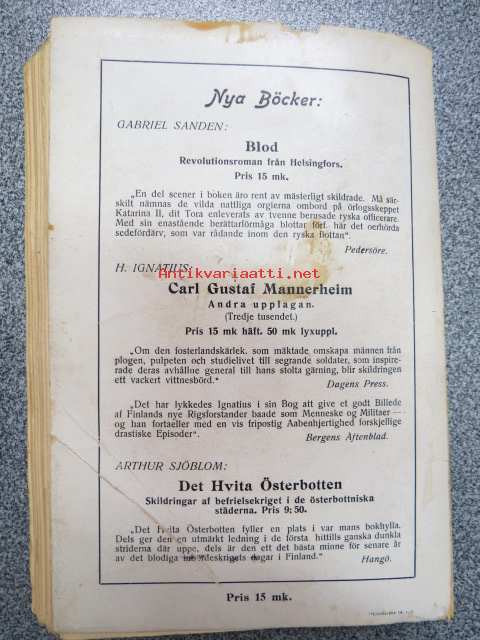 Nya Böcker:
GABRIEL SANDEN:
Blod
Revolutionsroman från Helsingfors.
Pris 15 mk.
„En del scener i boken äro rent av mästerligt skildrade. Må sär-
skilt nämnas de vilda nattliga orgierna ombord på örlogsskeppet
Katarina II, dit Tora enleverats av tvenne berusade ryska officerare.
Med sin enastående berättarförmåga blottar förf. här det oerhörda
sedefördärv, som var rådande inom den ryska flottan“.
Pedersöre.
Antikvariaatti.net
H. IGNATIUS:
Carl Gustaf Mannerheim
Andra upplagan.
(Tredje tusendet.)
Pris 15 mk häft. 50 mk lyxuppl.
„Om den fosterlandskärlek, som mäktade omskapa männen från
plogen, pulpeten och studielivet till segrande soldater, som inspire-
rade deras avhållne general till hans stolta gärning, blir skildringen
ett vackert vittnesbörd.“
Dagens Press.
„Det har lykkedes Ignatius i sin Bog at give et godt Billede
af Finlands nye Rigsforstander baade som Menneske og Militaer —
og han fortaeller med en vis fripostig Aabenhjertighed forskjellige
drastiske Episoder“.
Bergens Aftenblad.
ARTHUR SJÖBLOM:
Det Hvita Österbotten
Skildringar af befrielsekriget i de österbottniska
städerna. Pris 9; 50.
„Det Hvita Österbotten fyller en plats i var mans bokhylla.
Dels ger den en utmärkt ledning i de första hittills ganska dunkla
striderna där uppe, dels är den ett det bästa minne för senare år
av det blodiga inbördeskrigets dagar i Finland.“
Hangö.
Pris 15 mk.